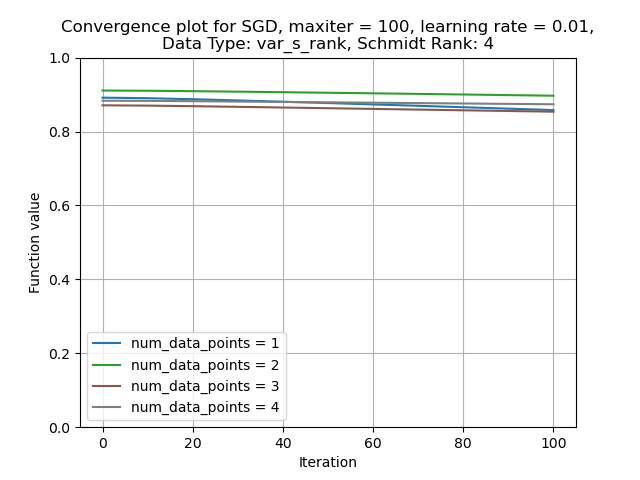 Convergence plot for SGD, maxiter = 100, learning rate = 0.01,
Data Type: var_s_rank, Schmidt Rank: 4
1.0
0.8
0.6
0.4
0.2
0.0
Function value
num_data_points = 1
num_data_points = 2
num_data_points = 3
num_data_points = 4
0 20 40 60 80 100
Iteration